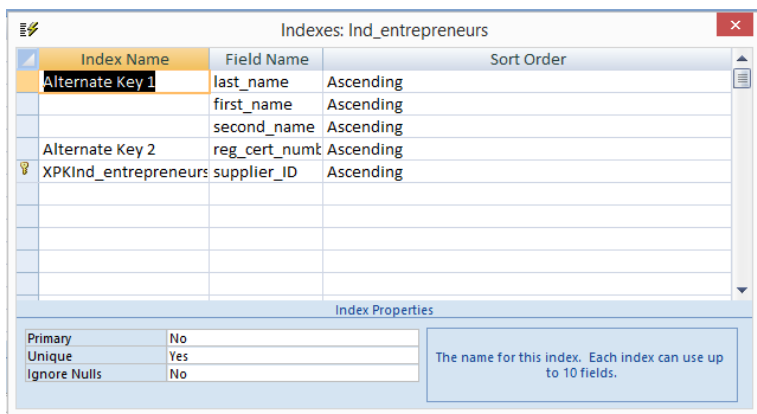 Indexes: Ind_entrepreneurs
Index Name Field Name Sort Order
Alternate Key 1 last_name Ascending
first_name Ascending
second_name Ascending
Alternate Key 2 reg_cert_numb Ascending
XPKInd_entrepreneurs supplier_ID Ascending
Index Properties
Primary No
Unique Yes
Ignore Nulls No
The name for this index. Each index can use up
to 10 fields.